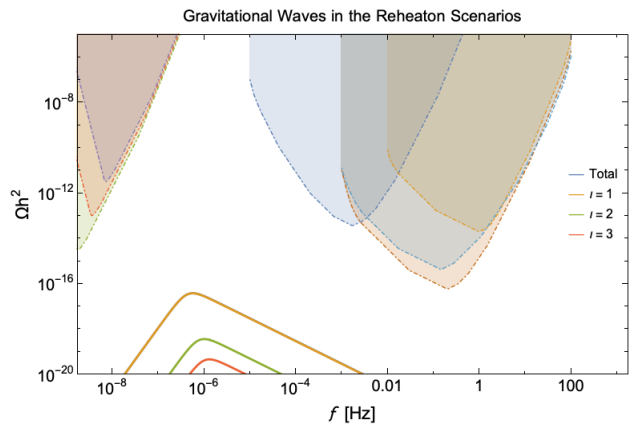 Gravitational Waves in the Reheaton Scenarios
10⁻⁸
10⁻¹²
10⁻¹⁶
10⁻²⁰
Ωh²
Total
ı = 1
ı = 2
ı = 3
10⁻⁸
10⁻⁶
10⁻⁴
0.01
1
100
f [Hz]